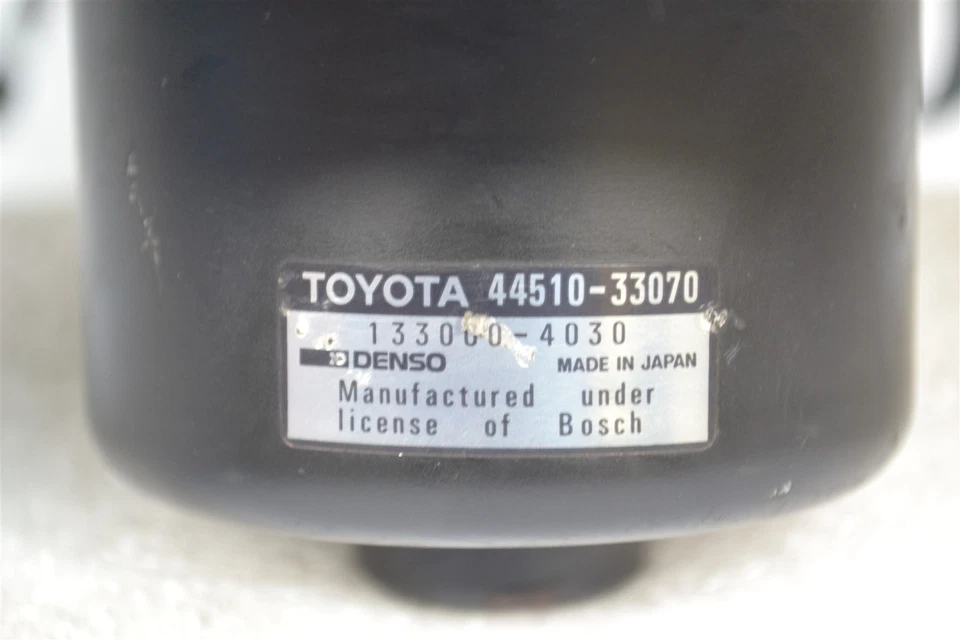 TOYOTA 44510-33070
133000-4030
DENSO MADE IN JAPAN
Manufactured under
license of Bosch